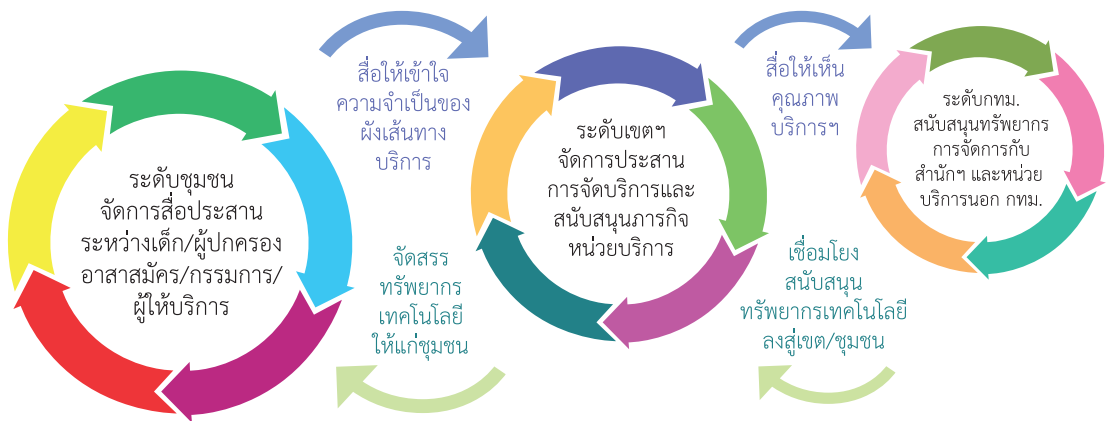 ระดับชุมชน
จัดการสื่อประสาน
ระหว่างเด็ก/ผู้ปกครอง
อาสาสมัคร/กรรมการ/
ผู้ให้บริการ
สื่อให้เข้าใจ
ความจำเป็นของ
ผังเส้นทาง
บริการ
จัดสรร
ทรัพยากร
เทคโนโลยี
ให้แก่ชุมชน
ระดับเขตฯ
จัดการประสาน
การจัดบริการและ
สนับสนุนภารกิจ
หน่วยบริการ
สื่อให้เห็น
คุณภาพ
บริการฯ
เชื่อมโยง
สนับสนุน
ทรัพยากรเทคโนโลยี
ลงสู่เขต/ชุมชน
ระดับกทม.
สนับสนุนทรัพยากร
การจัดการกับ
สำนักฯ และหน่วย
บริการนอก กทม.